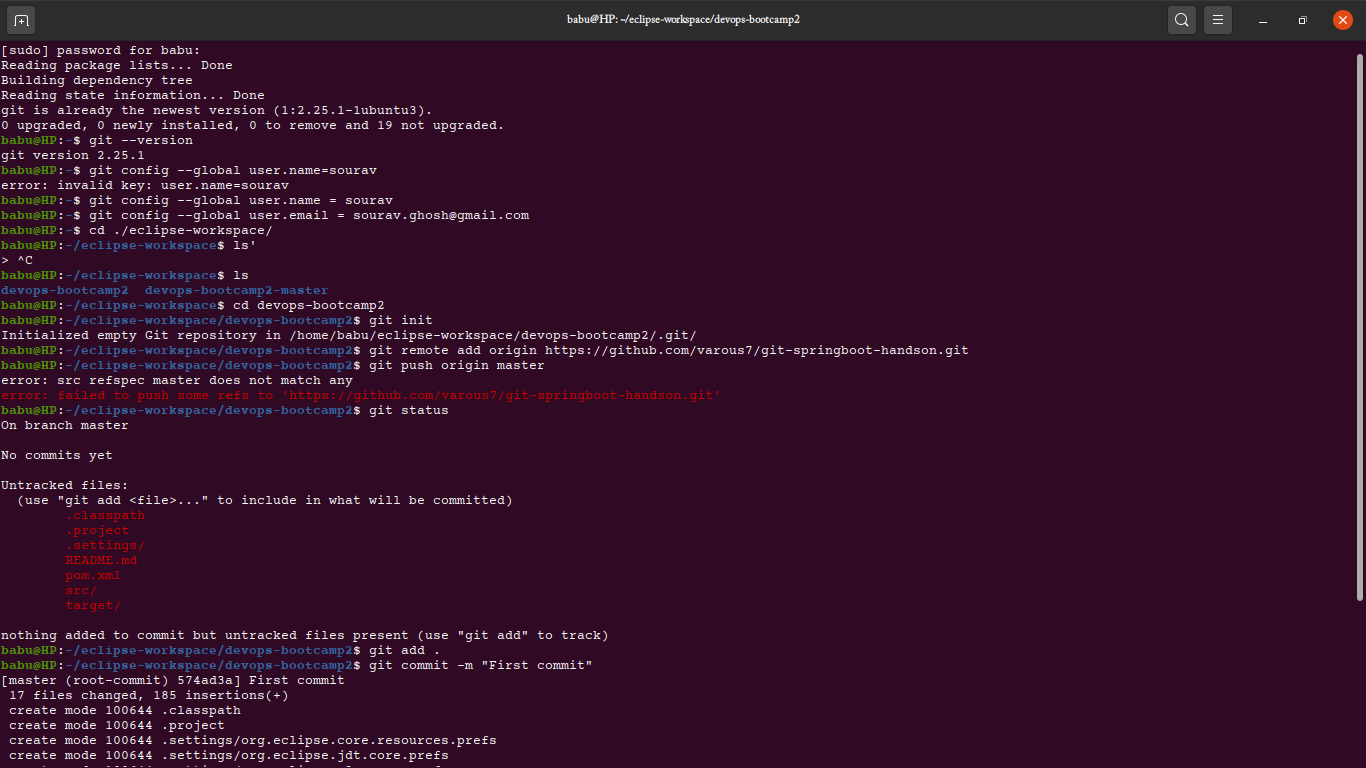 babu@HP: ~/eclipse-workspace/devops-bootcamp2
[sudo] password for babu:
Reading package lists... Done
Building dependency tree
Reading state information... Done
git is already the newest version (1:2.25.1-1ubuntu3).
0 upgraded, 0 newly installed, 0 to remove and 19 not upgraded.
babu@HP:~$ git --version
git version 2.25.1
babu@HP:~$ git config --global user.name=sourav
error: invalid key: user.name=sourav
babu@HP:~$ git config --global user.name = sourav
babu@HP:~$ git config --global user.email = sourav.ghosh@gmail.com
babu@HP:~$ cd ./eclipse-workspace/
babu@HP:~/eclipse-workspace$ ls'
> ^C
babu@HP:~/eclipse-workspace$ ls
devops-bootcamp2  devops-bootcamp2-master
babu@HP:~/eclipse-workspace$ cd devops-bootcamp2
babu@HP:~/eclipse-workspace/devops-bootcamp2$ git init
Initialized empty Git repository in /home/babu/eclipse-workspace/devops-bootcamp2/.git/
babu@HP:~/eclipse-workspace/devops-bootcamp2$ git remote add origin https://github.com/varous7/git-springboot-handson.git
babu@HP:~/eclipse-workspace/devops-bootcamp2$ git push origin master
error: src refspec master does not match any
error: failed to push some refs to 'https://github.com/varous7/git-springboot-handson.git'
babu@HP:~/eclipse-workspace/devops-bootcamp2$ git status
On branch master
No commits yet
Untracked files:
(use "git add <file>..." to include in what will be committed)
.classpath
.project
.settings/
README.md
pom.xml
src/
target/
nothing added to commit but untracked files present (use "git add" to track)
babu@HP:~/eclipse-workspace/devops-bootcamp2$ git add .
babu@HP:~/eclipse-workspace/devops-bootcamp2$ git commit -m "First commit"
[master (root-commit) 574ad3a] First commit
17 files changed, 185 insertions(+)
create mode 100644 .classpath
create mode 100644 .project
create mode 100644 .settings/org.eclipse.core.resources.prefs
create mode 100644 .settings/org.eclipse.jdt.core.prefs